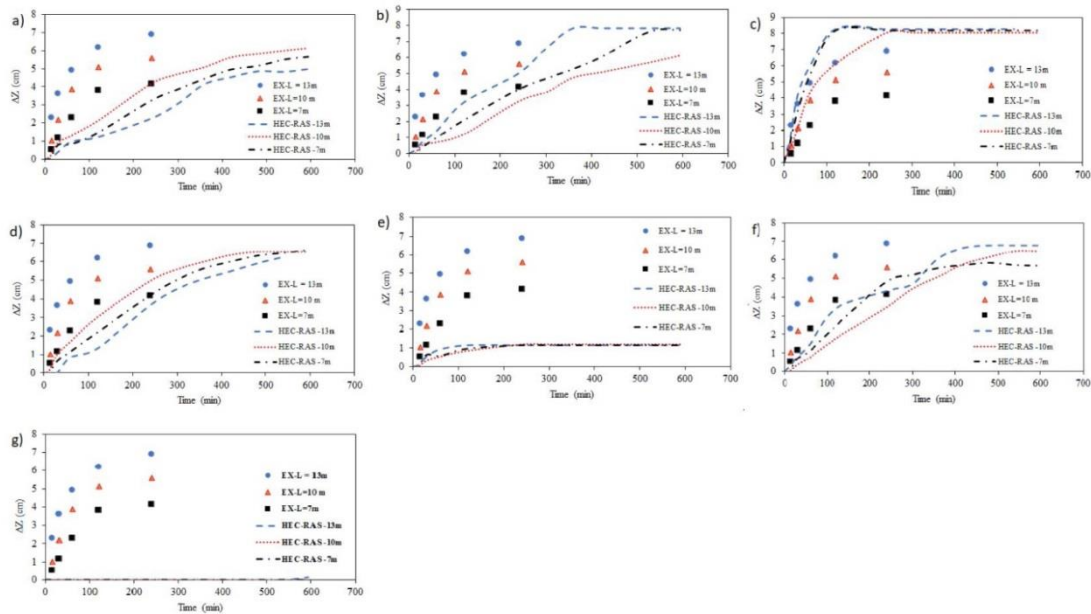 a)
8
7
6
5
4
3
2
1
0
ΔZ (cm)
EX-L = 13m
EX-L=10 m
EX-L=7m
HEC-RAS -13m
HEC-RAS -10m
HEC-RAS -7m
0 100 200 300 400 500 600 700
Time (min)
b)
9
8
7
6
5
4
3
2
1
0
ΔZ (cm)
EX-L = 13m
EX-L=10 m
EX-L=7m
HEC-RAS -13m
HEC-RAS -10m
HEC-RAS -7m
0 100 200 300 400 500 600 700
Time (min)
c)
9
8
7
6
5
4
3
2
1
0
ΔZ (cm)
EX-L = 13m
EX-L=10 m
EX-L=7m
HEC-RAS -13m
HEC-RAS -10m
HEC-RAS -7m
0 100 200 300 400 500 600 700
Time (min)
d)
8
7
6
5
4
3
2
1
0
ΔZ (cm)
EX-L = 13m
EX-L=10 m
EX-L=7m
HEC-RAS -13m
HEC-RAS -10m
HEC-RAS -7m
0 100 200 300 400 500 600 700
Time (min)
e)
8
7
6
5
4
3
2
1
0
ΔZ (cm)
EX-L = 13m
EX-L=10 m
EX-L=7m
HEC-RAS -13m
HEC-RAS -10m
HEC-RAS -7m
0 100 200 300 400 500 600 700
Time (min)
f)
8
7
6
5
4
3
2
1
0
ΔZ (cm)
EX-L = 13m
EX-L=10 m
EX-L=7m
HEC-RAS -13m
HEC-RAS -10m
HEC-RAS -7m
0 100 200 300 400 500 600 700
Time (min)
g)
8
7
6
5
4
3
2
1
0
ΔZ (cm)
EX-L = 13m
EX-L=10 m
EX-L=7m
HEC-RAS -13m
HEC-RAS -10m
HEC-RAS -7m
0 100 200 300 400 500 600 700
Time (min)